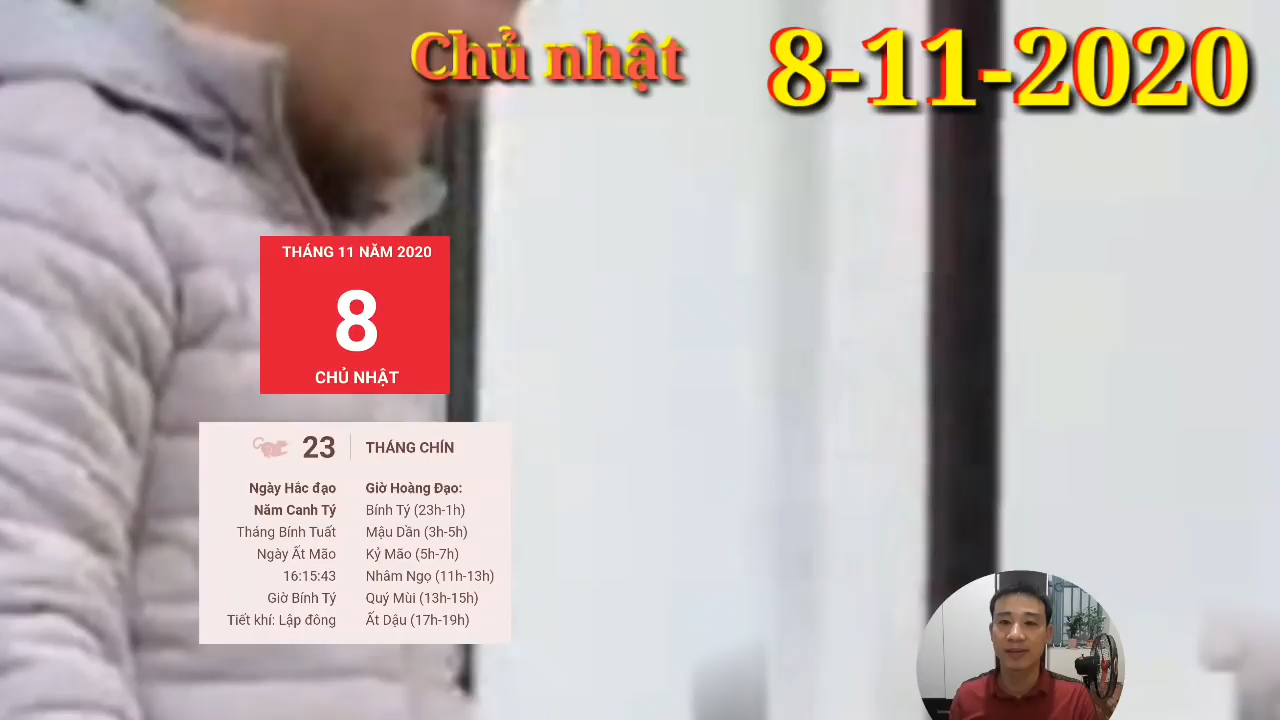 Chủ nhật 8-11-2020
THÁNG 11 NĂM 2020
8
CHỦ NHẬT
23 THÁNG CHÍN
Ngày Hắc đạo Giờ Hoàng Đạo:
Năm Canh Tý Bính Tý (23h-1h)
Tháng Bính Tuất Mậu Dần (3h-5h)
Ngày Ất Mão Kỷ Mão (5h-7h)
16:15:43 Nhâm Ngọ (11h-13h)
Giờ Bính Tý Quý Mùi (13h-15h)
Tiết khí: Lập đông Ất Dậu (17h-19h)